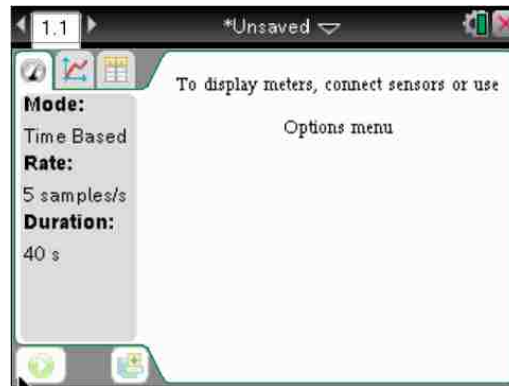 1.1
*Unsaved
To display meters, connect sensors or use
Options menu
Mode:
Time Based
Rate:
5 samples/s
Duration:
40 s